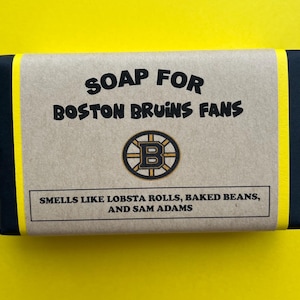 SOAP FOR
BOSTON BRUINS FANS
B
SMELLS LIKE LOBSTA ROLLS, BAKED BEANS,
AND SAM ADAMS